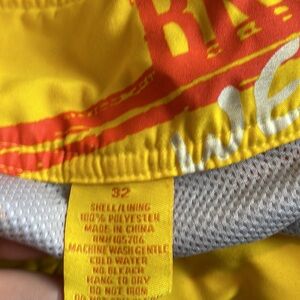 32
SHELL/LINING
100% POLYESTER
MADE IN CHINA
RN#105706
MACHINE WASH GENTLE
COLD WATER
NO BLEACH
HANG TO DRY
DO NOT IRON